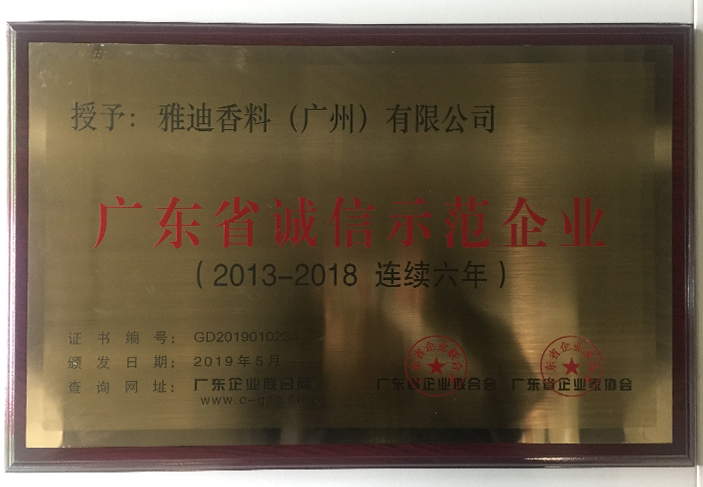 授予：雅迪香料（广州）有限公司
广东省诚信示范企业
（2013-2018 连续六年）
证书编号：GD2019010234
颁发日期：2019年5月
查询网址：广东企业联合网
广东省企业联合会 广东省企业家协会